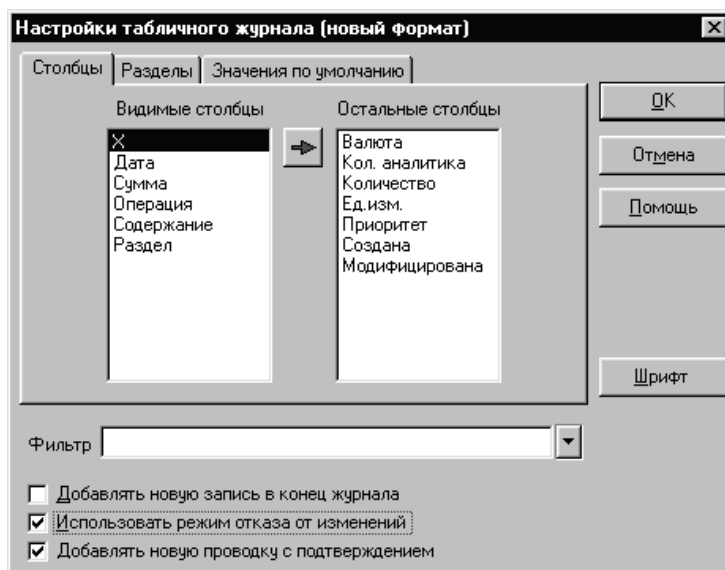 Настройки табличного журнала (новый формат)
Столбцы Разделы Значения по умолчанию
Видимые столбцы Остальные столбцы
X
Дата
Сумма
Операция
Содержание
Раздел
Валюта
Кол. аналитика
Количество
Ед.изм.
Приоритет
Создана
Модифицирована
OK
Отмена
Помощь
Шрифт
Фильтр
Добавлять новую запись в конец журнала
Использовать режим отказа от изменений
Добавлять новую проводку с подтверждением